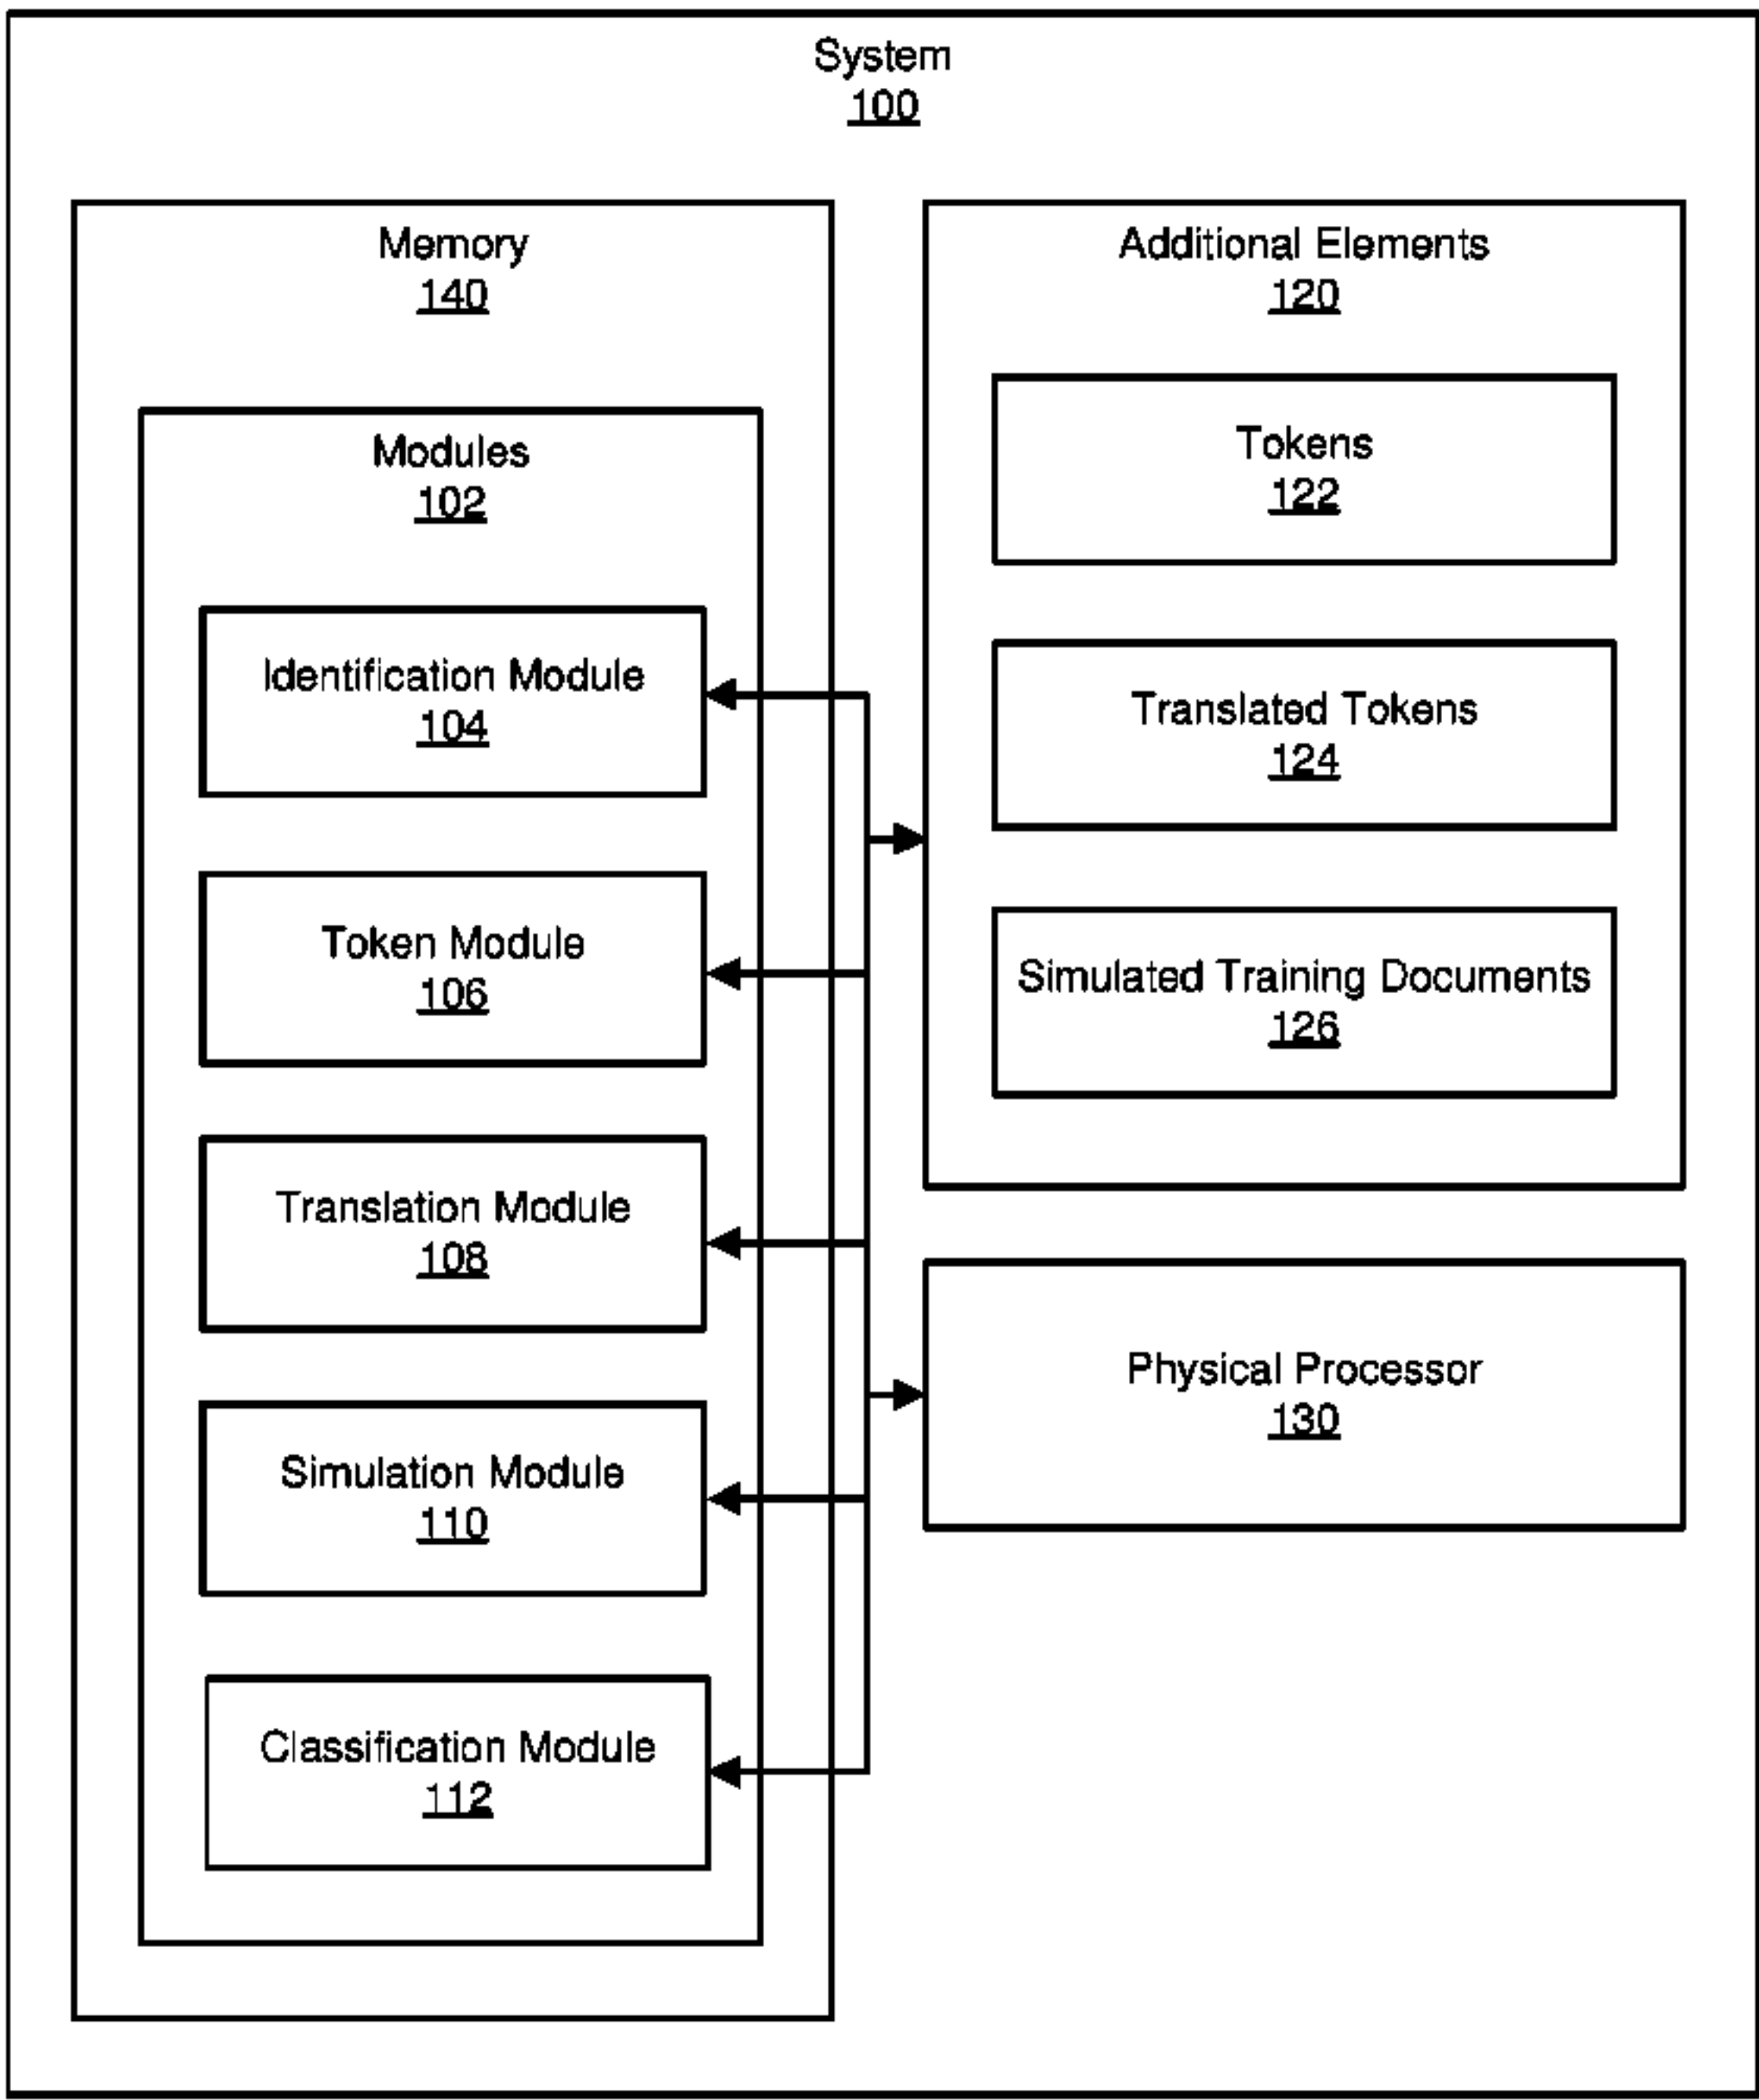 System
100
Memory
140
Modules
102
Identification Module
104
Token Module
106
Translation Module
108
Simulation Module
110
Classification Module
112
Additional Elements
120
Tokens
122
Translated Tokens
124
Simulated Training Documents
126
Physical Processor
130